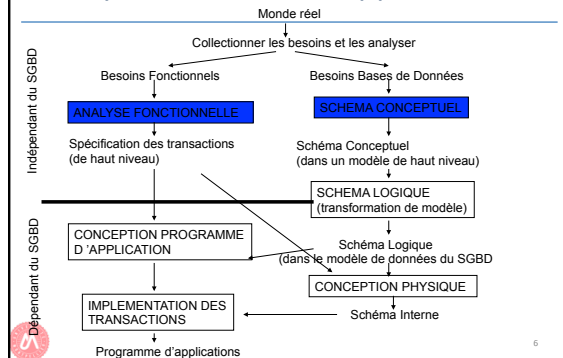 Monde réel
Collectionner les besoins et les analyser
Besoins Fonctionnels
Besoins Bases de Données
ANALYSE FONCTIONNELLE
SCHEMA CONCEPTUEL
Spécification des transactions
(de haut niveau)
Schéma Conceptuel
(dans un modèle de haut niveau)
Indépendant du SGBD
SCHEMA LOGIQUE
(transformation de modèle)
CONCEPTION PROGRAMME
D 'APPLICATION
Schéma Logique
(dans le modèle de données du SGBD
CONCEPTION PHYSIQUE
IMPLEMENTATION DES
TRANSACTIONS
Schéma Interne
Dépendant du SGBD
Programme d'applications
6